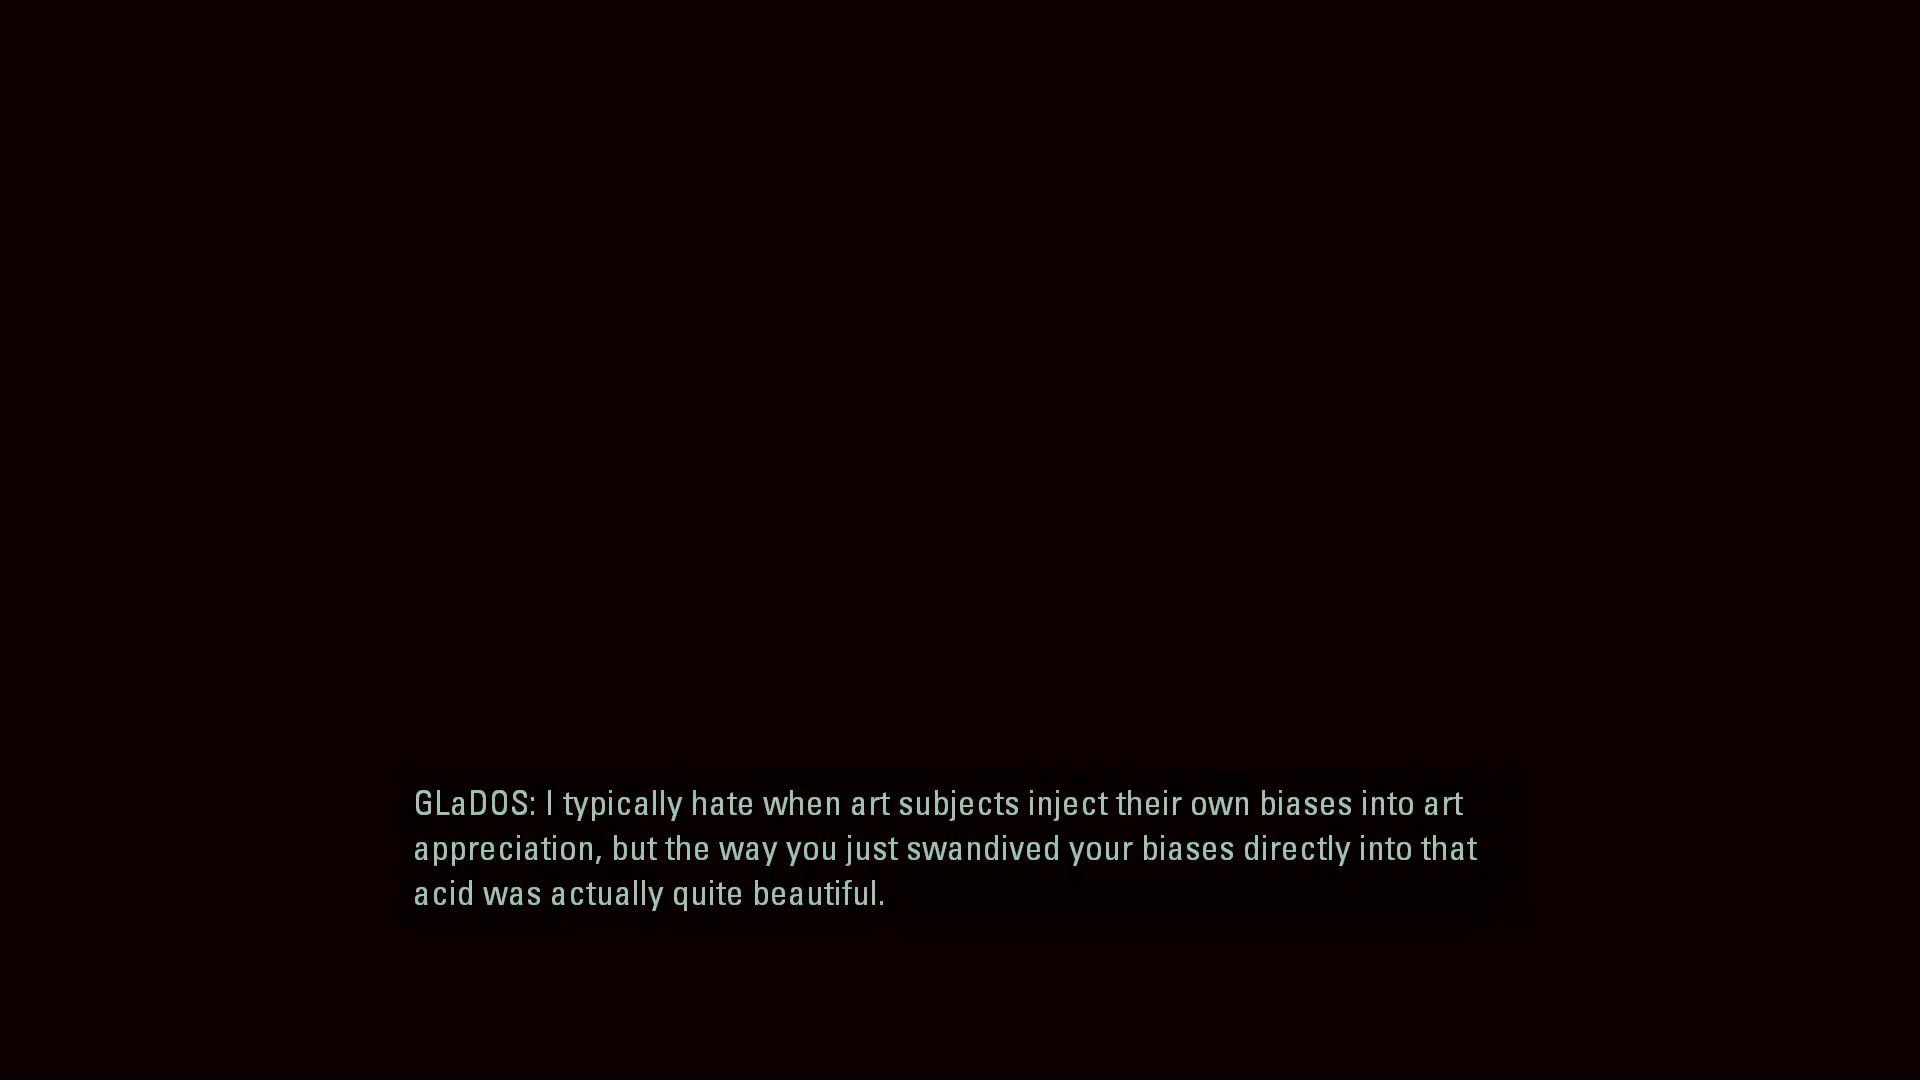 GLaDOS: I typically hate when art subjects inject their own biases into art
appreciation, but the way you just swandived your biases directly into that
acid was actually quite beautiful.